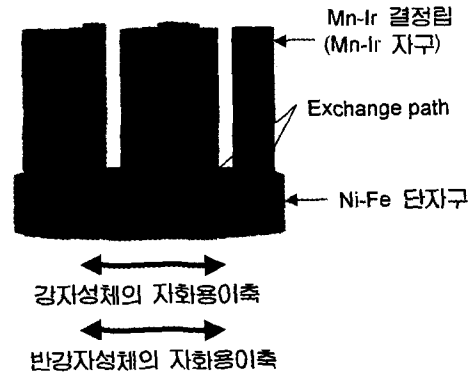 Mn-Ir 결정립
(Mn-Ir 자구)
Exchange path
Ni-Fe 단자구
강자성체의 자화용이축
반강자성체의 자화용이축